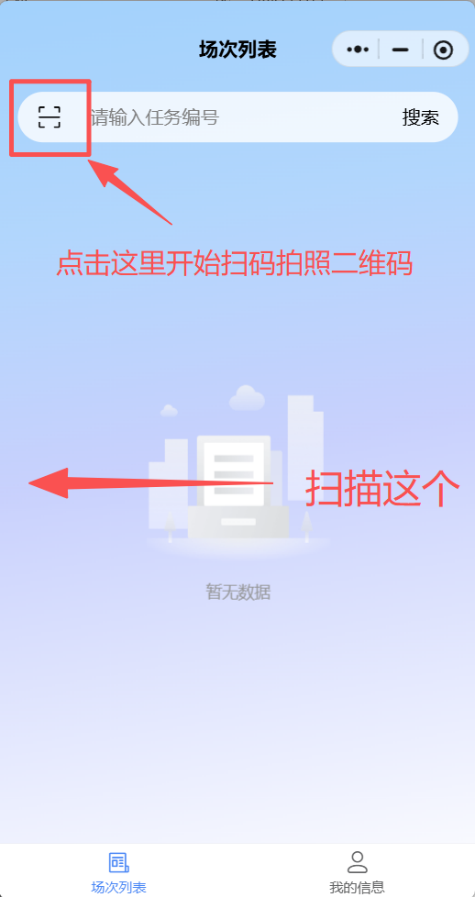 场次列表
请输入任务编号
搜索
点击这里开始扫码拍照二维码
扫描这个
暂无数据
场次列表
我的信息